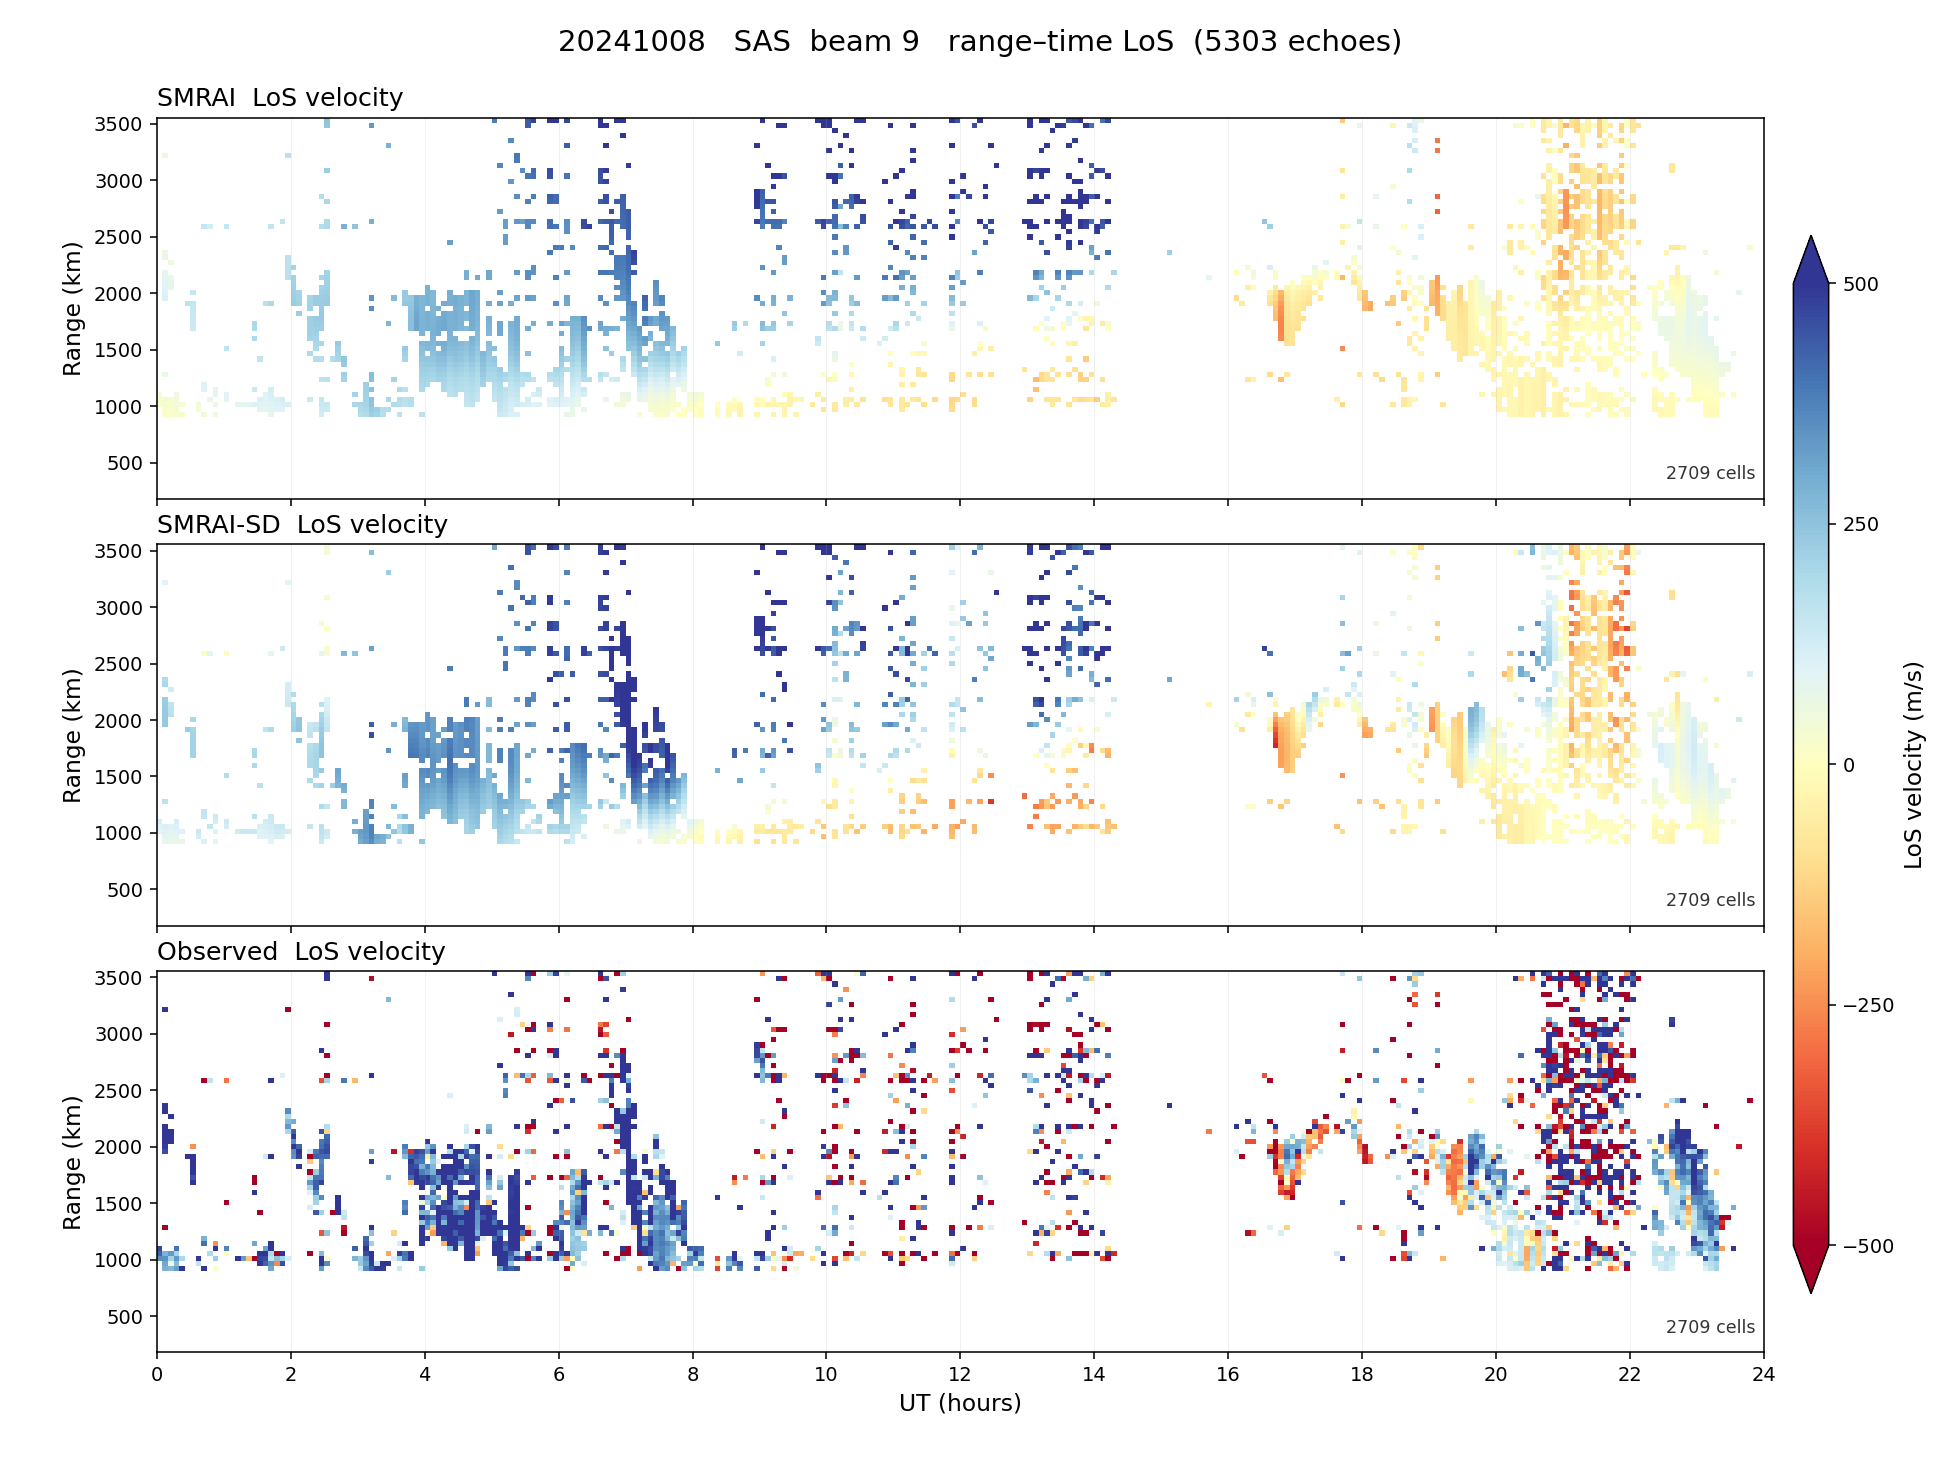 20241008   SAS  beam 9   range–time LoS  (5303 echoes)
SMRAI  LoS velocity
3500
3000
2500
2000
1500
1000
500
Range (km)
2709 cells
SMRAI-SD  LoS velocity
3500
3000
2500
2000
1500
1000
500
Range (km)
2709 cells
Observed  LoS velocity
3500
3000
2500
2000
1500
1000
500
Range (km)
2709 cells
0 2 4 6 8 10 12 14 16 18 20 22 24
UT (hours)
500
250
0
−250
−500
LoS velocity (m/s)